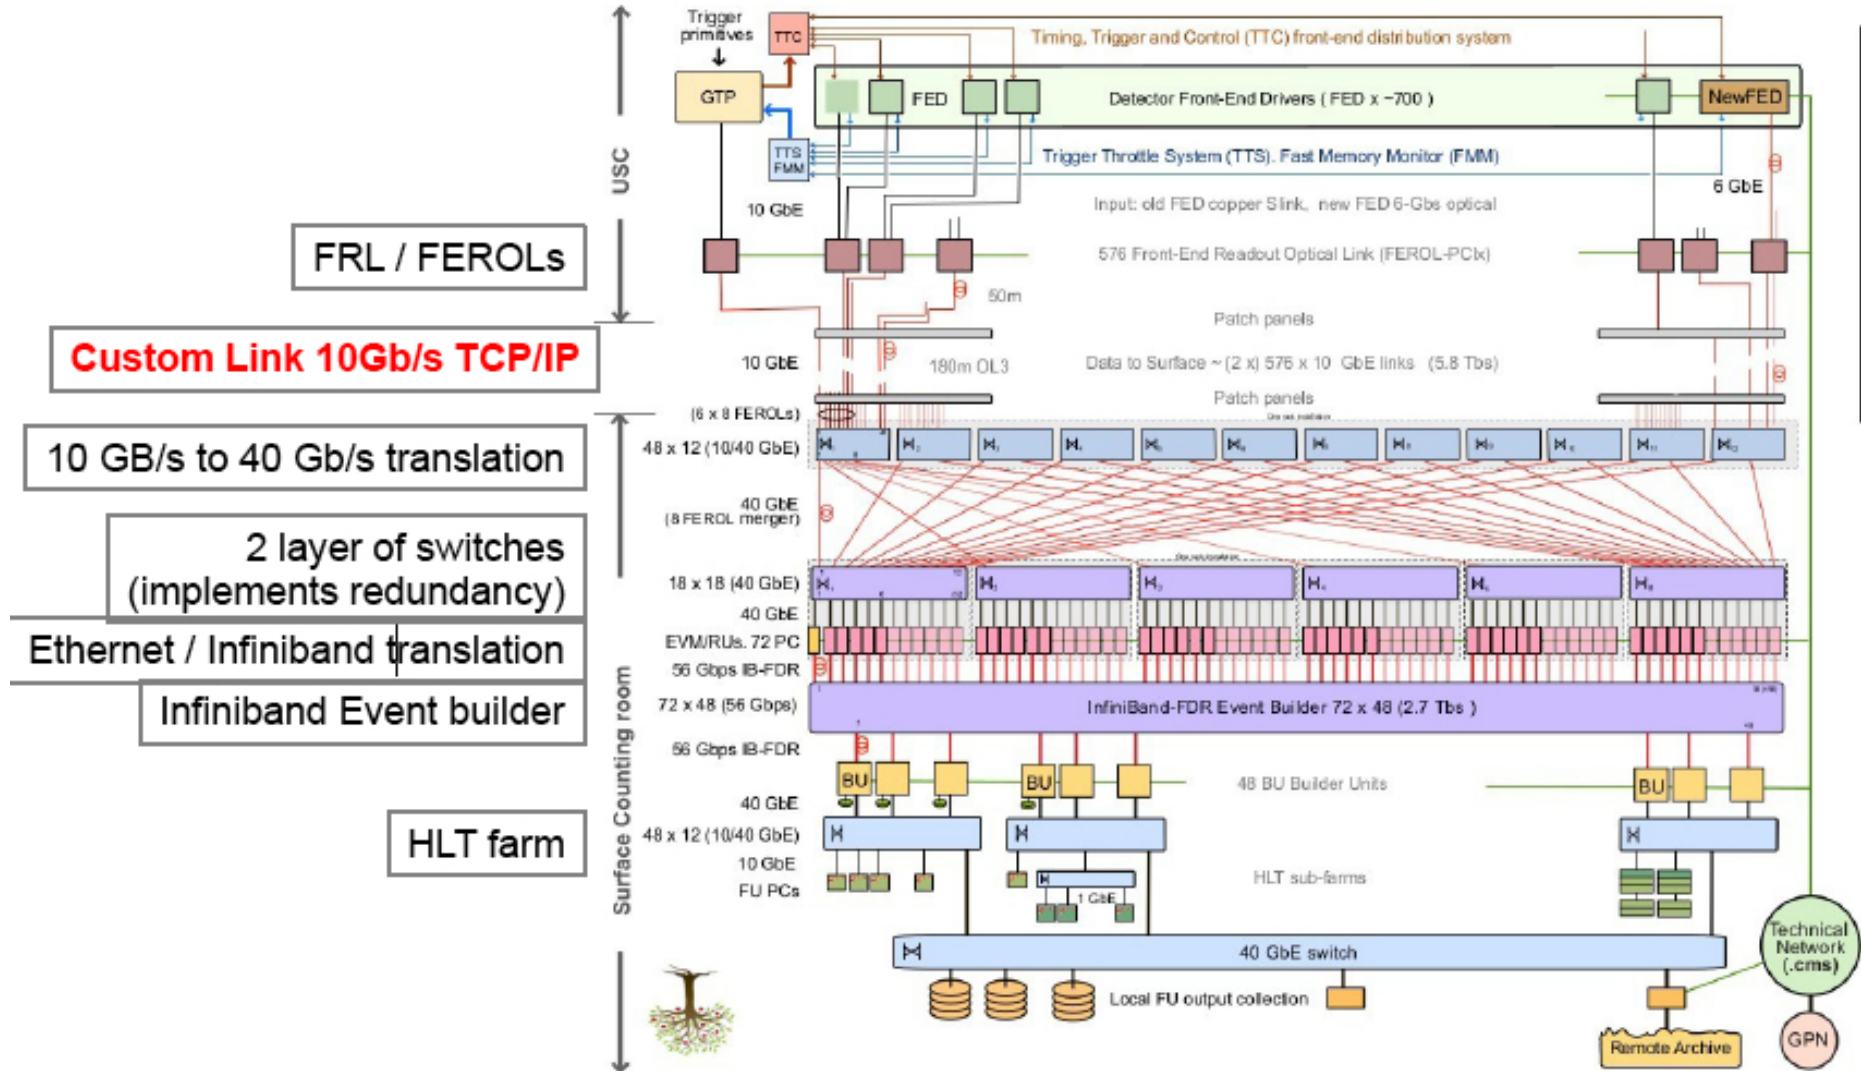 Trigger
primitives
TTC
Timing, Trigger and Control (TTC) front-end distribution system
GTP
FED
Detector Front-End Drivers ( FED x ~700 )
NewFED
TTS
FMM
Trigger Throttle System (TTS). Fast Memory Monitor (FMM)
USC
10 GbE
6 GbE
Input: old FED copper Slink, new FED 6-Gbs optical
FRL / FEROLs
576 Front-End Readout Optical Link (FEROL-PCIx)
50m
Patch panels
Custom Link 10Gb/s TCP/IP
10 GbE
180m OL3
Data to Surface ~ (2 x) 576 x 10 GbE links (5.8 Tbs)
Patch panels
(6 x 8 FEROLs)
10 GB/s to 40 Gb/s translation
48 x 12 (10/40 GbE)
40 GbE
(8 FEROL merger)
2 layer of switches
(implements redundancy)
18 x 18 (40 GbE)
40 GbE
Ethernet / Infiniband translation
EVM/RUs. 72 PC
56 Gbps IB-FDR
Infiniband Event builder
72 x 48 (56 Gbps)
InfiniBand-FDR Event Builder 72 x 48 (2.7 Tbs )
56 Gbps IB-FDR
BU
BU
48 BU Builder Units
BU
40 GbE
HLT farm
48 x 12 (10/40 GbE)
10 GbE
FU PCs
1 GbE
HLT sub-farms
Surface Counting room
40 GbE switch
Technical
Network
(.cms)
Local FU output collection
Remote Archive
GPN